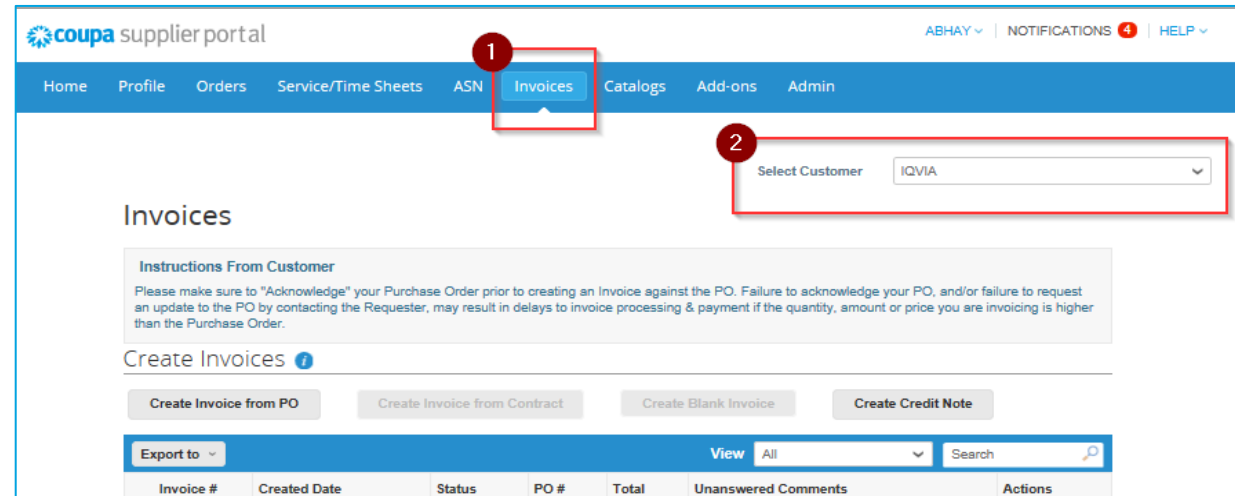 coupa supplier portal
ABHAY NOTIFICATIONS 4 HELP
1
Home Profile Orders Service/Time Sheets ASN Invoices Catalogs Add-ons Admin
2
Select Customer IQVIA
Invoices
Instructions From Customer
Please make sure to "Acknowledge" your Purchase Order prior to creating an Invoice against the PO. Failure to acknowledge your PO, and/or failure to request
an update to the PO by contacting the Requester, may result in delays to invoice processing & payment if the quantity, amount or price you are invoicing is higher
than the Purchase Order.
Create Invoices i
Create Invoice from PO Create Invoice from Contract Create Blank Invoice Create Credit Note
Export to View All Search
Invoice # Created Date Status PO # Total Unanswered Comments Actions